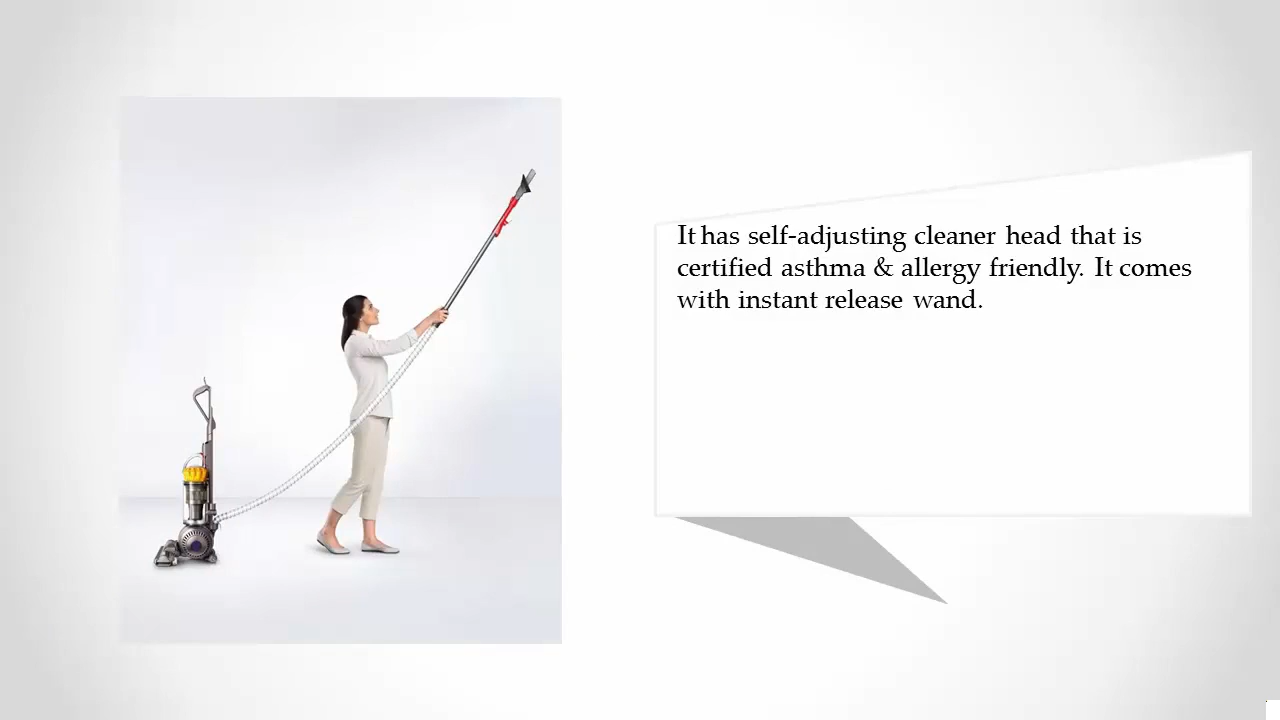 It has self-adjusting cleaner head that is
certified asthma & allergy friendly. It comes
with instant release wand.